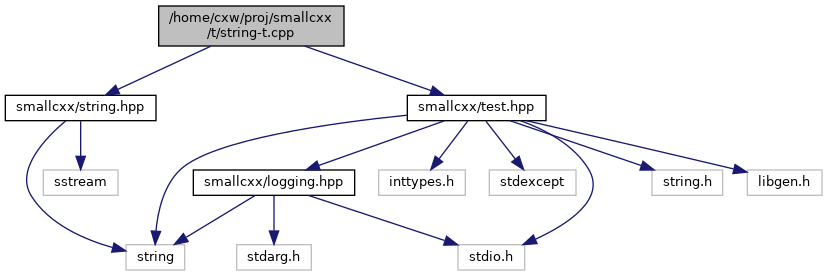 /home/cxw/proj/smallcxx
/t/string-t.cpp
smallcxx/string.hpp
smallcxx/test.hpp
sstream
smallcxx/logging.hpp
inttypes.h
stdexcept
string.h
libgen.h
string
stdarg.h
stdio.h